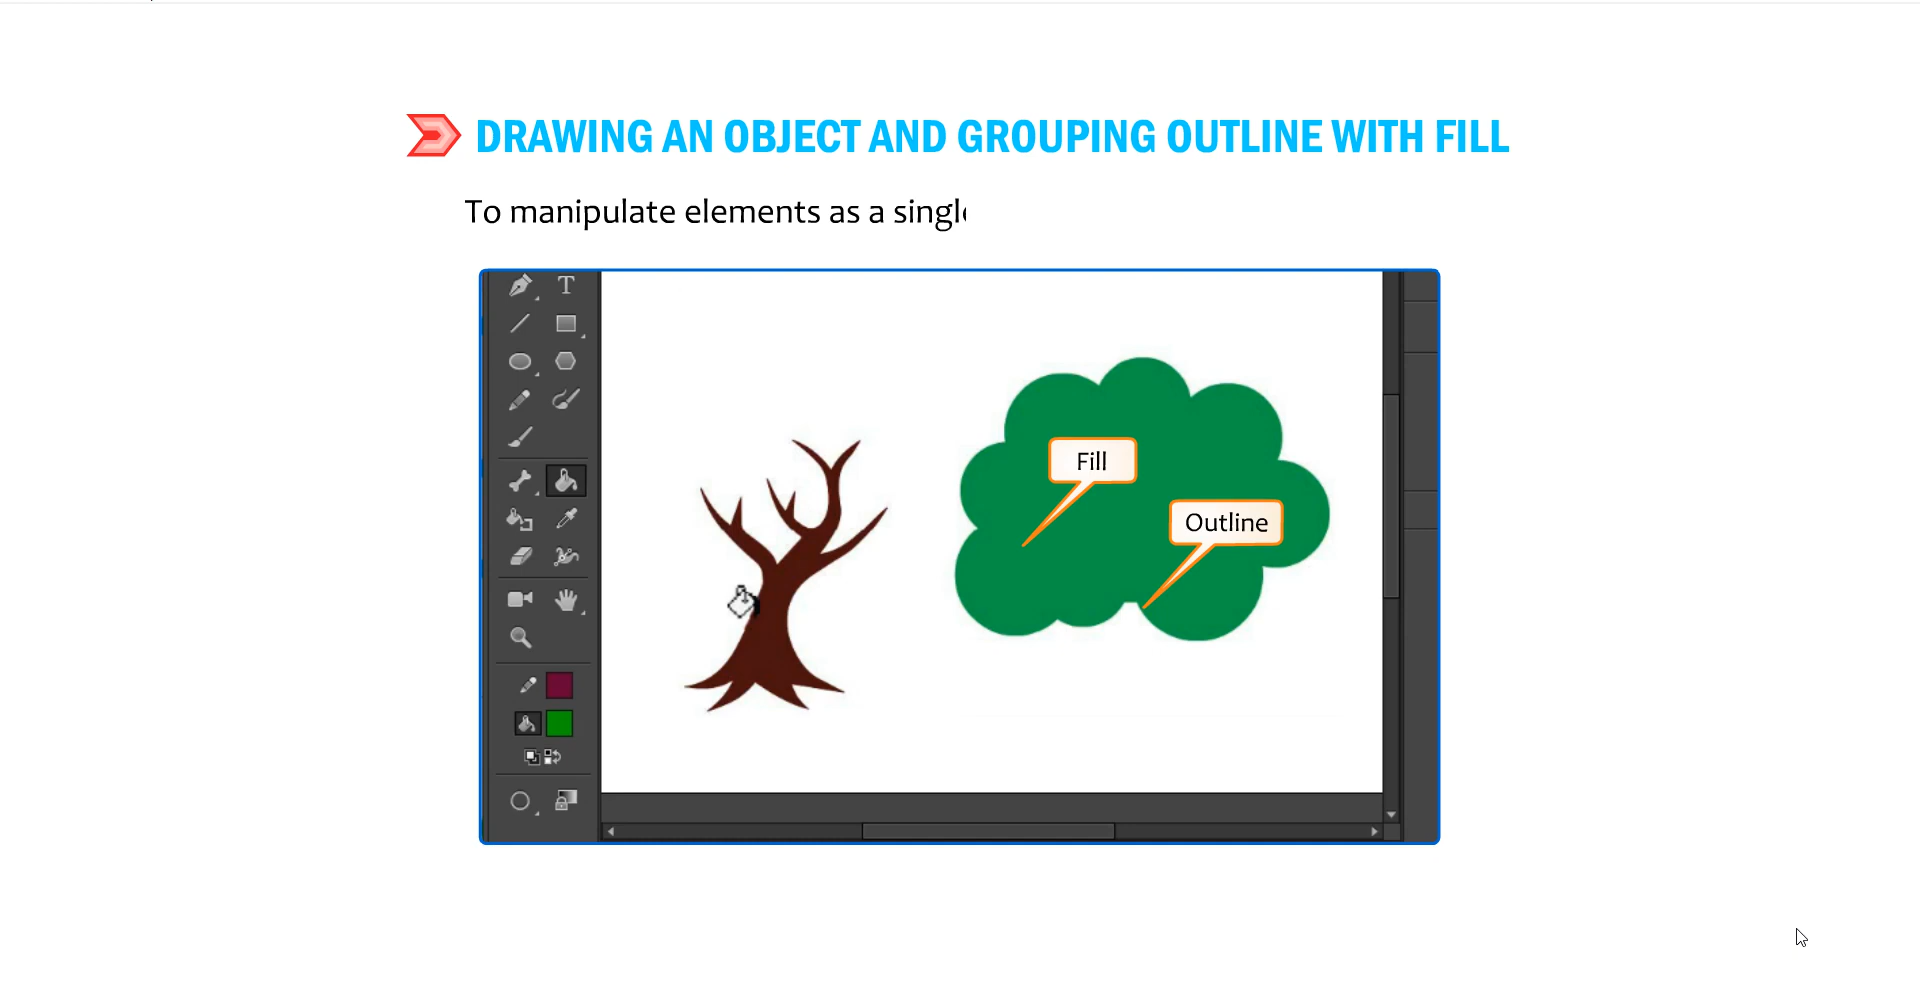 DRAWING AN OBJECT AND GROUPING OUTLINE WITH FILL
To manipulate elements as a singl
T
Fill
Outline